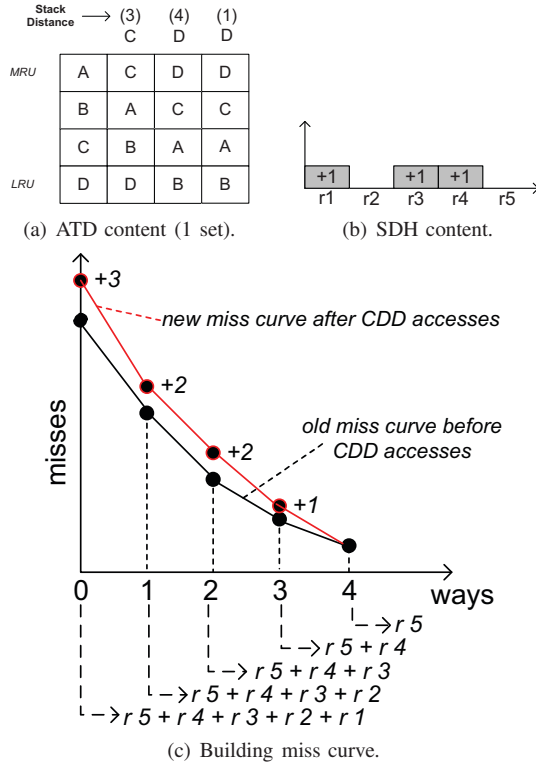 Stack Distance (3) (4) (1)
C D D
MRU A C D D
B A C C
C B A A
LRU D D B B
(a) ATD content (1 set).
+1 +1 +1
r1 r2 r3 r4 r5
(b) SDH content.
+3
new miss curve after CDD accesses
+2
+2
old miss curve before
CDD accesses
+1
misses
0 1 2 3 4 ways
r 5
r 5 + r 4
r 5 + r 4 + r 3
r 5 + r 4 + r 3 + r 2
r 5 + r 4 + r 3 + r 2 + r 1
(c) Building miss curve.